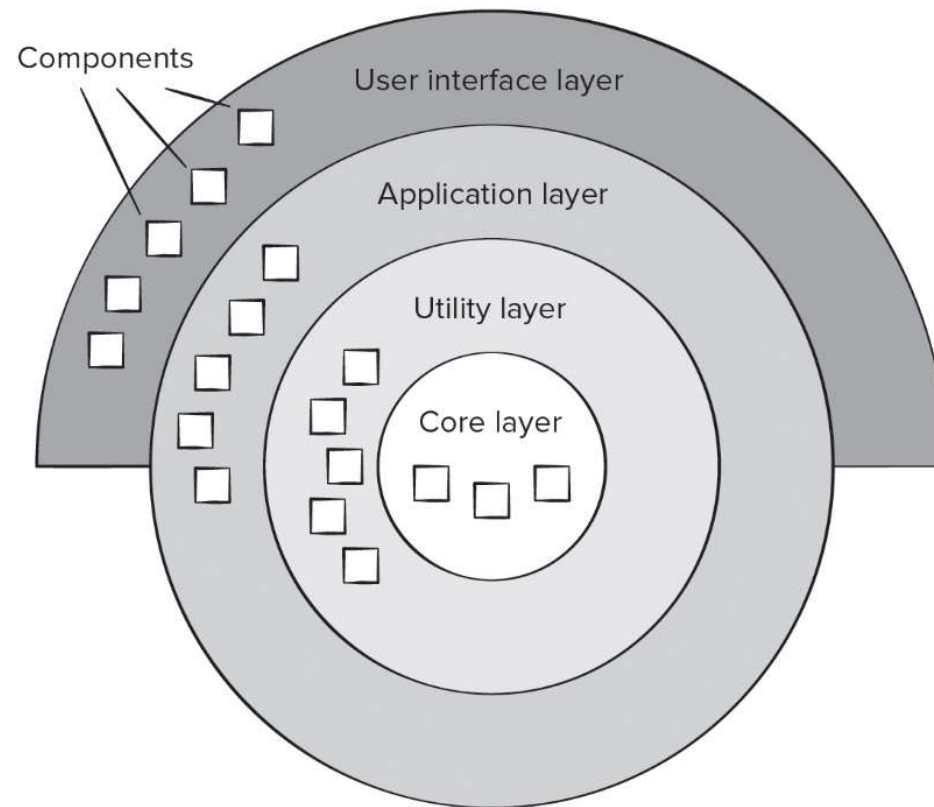 Components
User interface layer
Application layer
Utility layer
Core layer